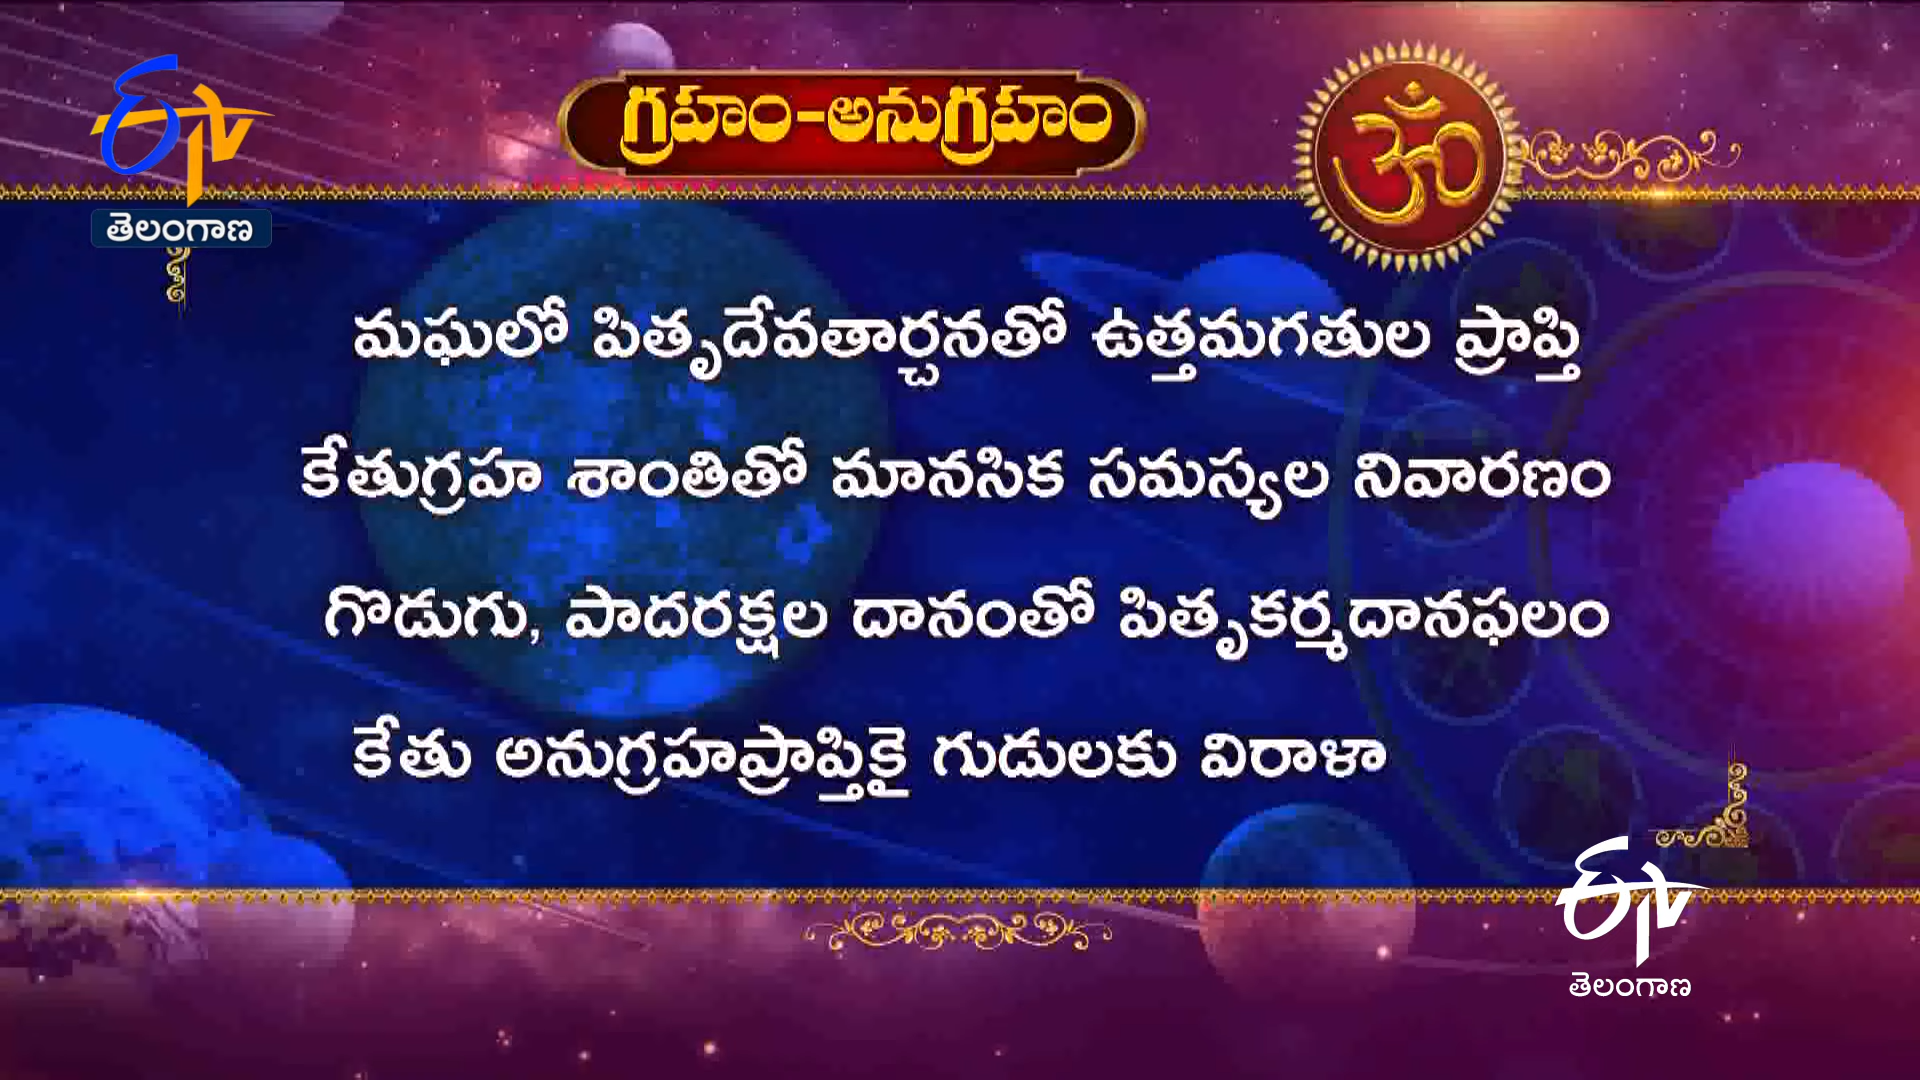 గ్రహం-అనుగ్రహం
ॐ
ETV
తెలంగాణ
మఘలో పితృదేవతార్చనతో ఉత్తమగతుల ప్రాప్తి
కేతుగ్రహ శాంతితో మానసిక సమస్యల నివారణం
గొడుగు, పాదరక్షల దానంతో పితృకర్మదానఫలం
కేతు అనుగ్రహప్రాప్తికై గుడులకు విరాళా
ETV
తెలంగాణ